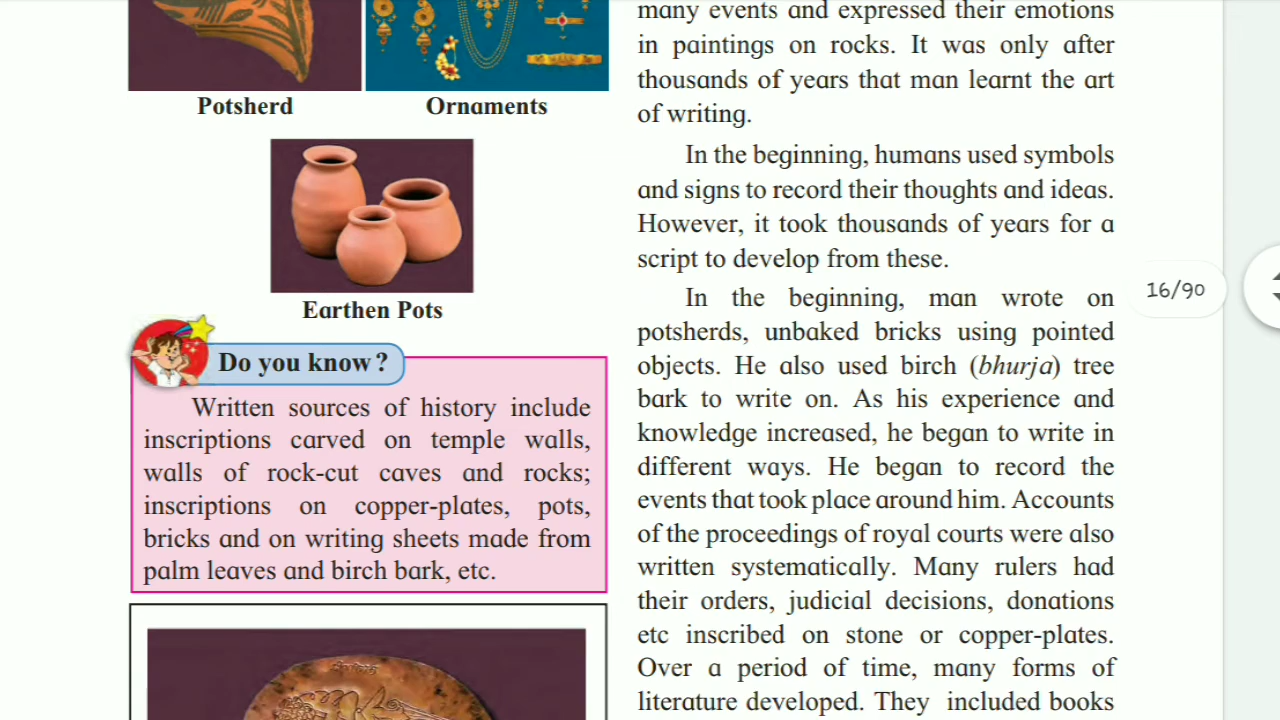 Potsherd
Ornaments
Earthen Pots
Do you know?
Written sources of history include
inscriptions carved on temple walls,
walls of rock-cut caves and rocks;
inscriptions on copper-plates, pots,
bricks and on writing sheets made from
palm leaves and birch bark, etc.
many events and expressed their emotions
in paintings on rocks. It was only after
thousands of years that man learnt the art
of writing.
In the beginning, humans used symbols
and signs to record their thoughts and ideas.
However, it took thousands of years for a
script to develop from these.
In the beginning, man wrote on
potsherds, unbaked bricks using pointed
objects. He also used birch (bhurja) tree
bark to write on. As his experience and
knowledge increased, he began to write in
different ways. He began to record the
events that took place around him. Accounts
of the proceedings of royal courts were also
written systematically. Many rulers had
their orders, judicial decisions, donations
etc inscribed on stone or copper-plates.
Over a period of time, many forms of
literature developed. They included books
16/90